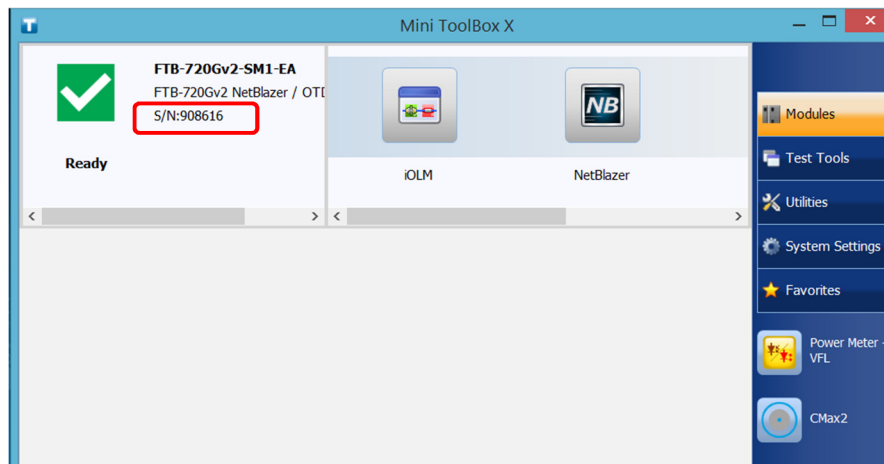 Mini ToolBox X
FTB-720Gv2-SM1-EA
FTB-720Gv2 NetBlazer / OTD
S/N:908616
Ready
iOLM
NB
NetBlazer
Modules
Test Tools
Utilities
System Settings
Favorites
Power Meter -
VFL
CMax2